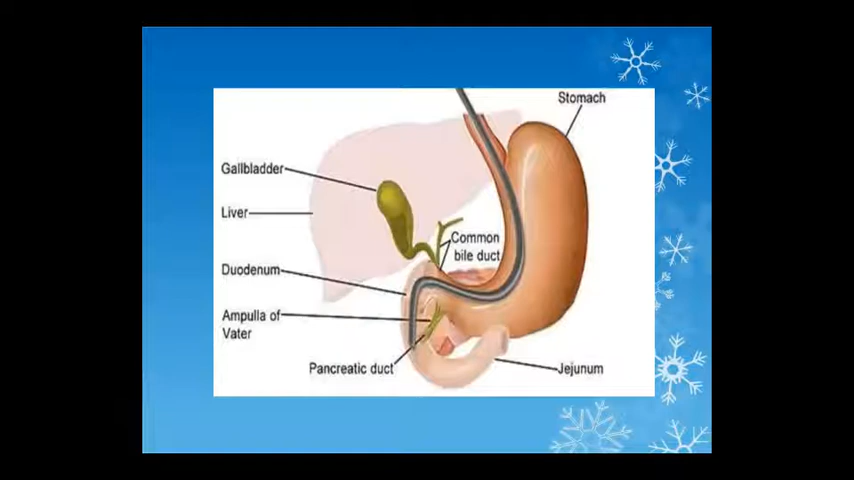 Stomach
Gallbladder
Liver
Common
bile duct
Duodenum
Ampulla of
Vater
Pancreatic duct
Jejunum